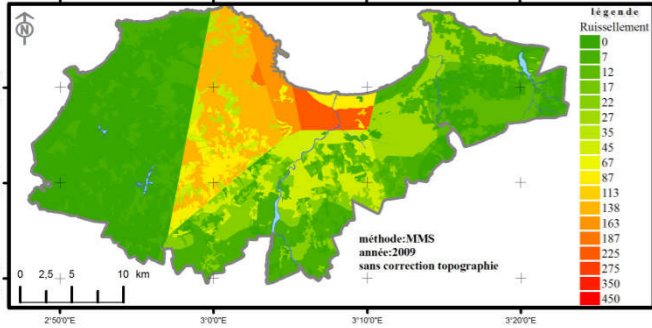 N
légende
Ruissellement
0
7
12
17
22
27
35
45
67
87
113
138
163
187
225
275
350
450
méthode:MMS
année:2009
sans correction topographie
0 2,5 5 10 km
2°50'0"E 3°0'0"E 3°10'0"E 3°20'0"E